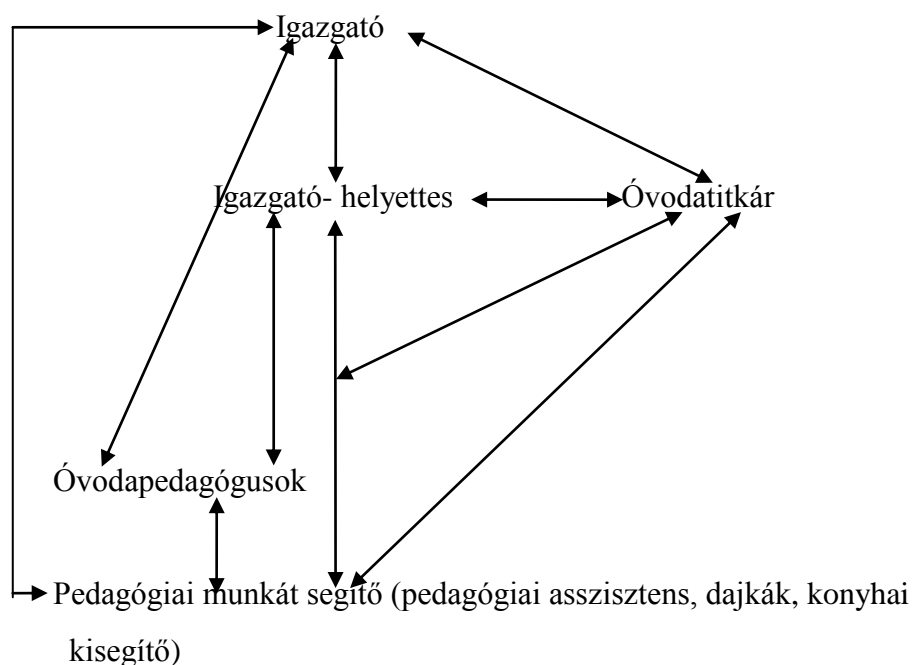 Igazgató
Igazgató- helyettes
Óvodatitkár
Óvodapedagógusok
Pedagógiai munkát segítő (pedagógiai asszisztens, dajkák, konyhai
kisegítő)